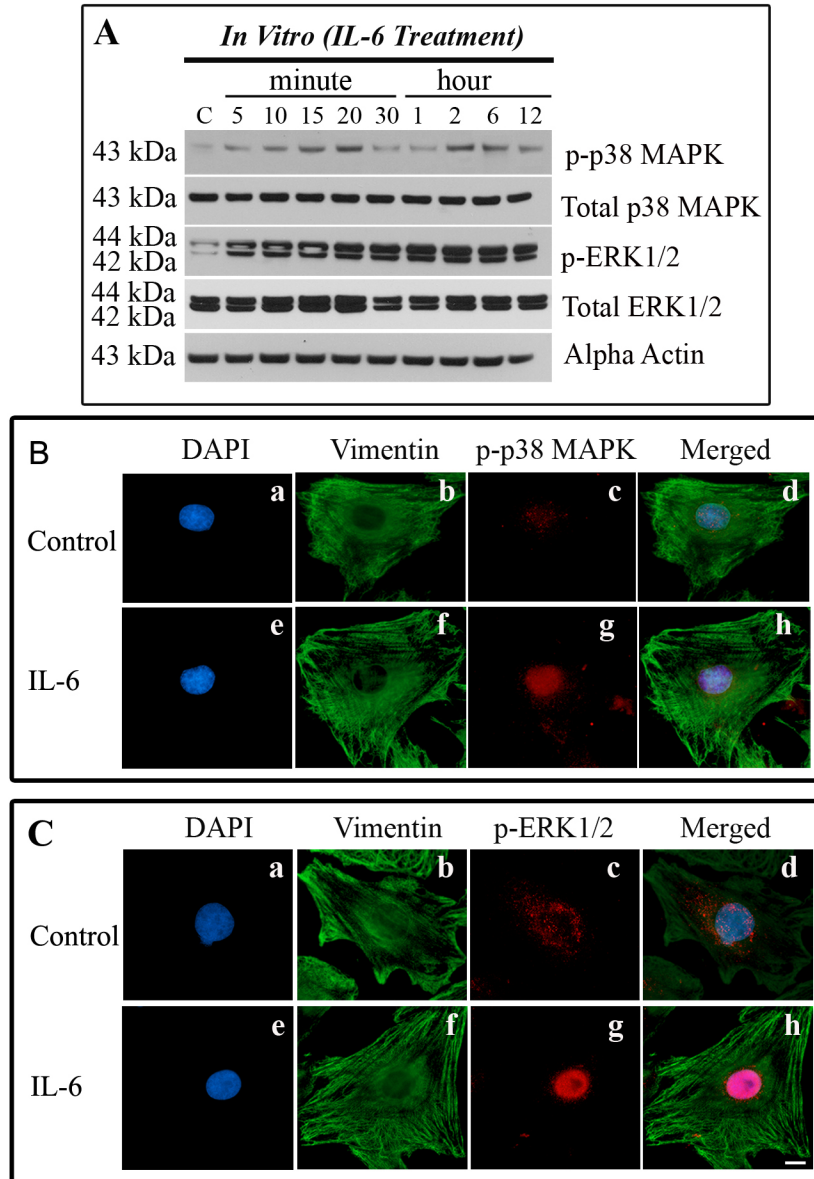 A
In Vitro (IL-6 Treatment)
minute hour
C 5 10 15 20 30 1 2 6 12
43 kDa p-p38 MAPK
43 kDa Total p38 MAPK
44 kDa
42 kDa p-ERK1/2
44 kDa
42 kDa Total ERK1/2
43 kDa Alpha Actin
B
DAPI Vimentin p-p38 MAPK Merged
Control a b c d
IL-6 e f g h
C
DAPI Vimentin p-ERK1/2 Merged
Control a b c d
IL-6 e f g h